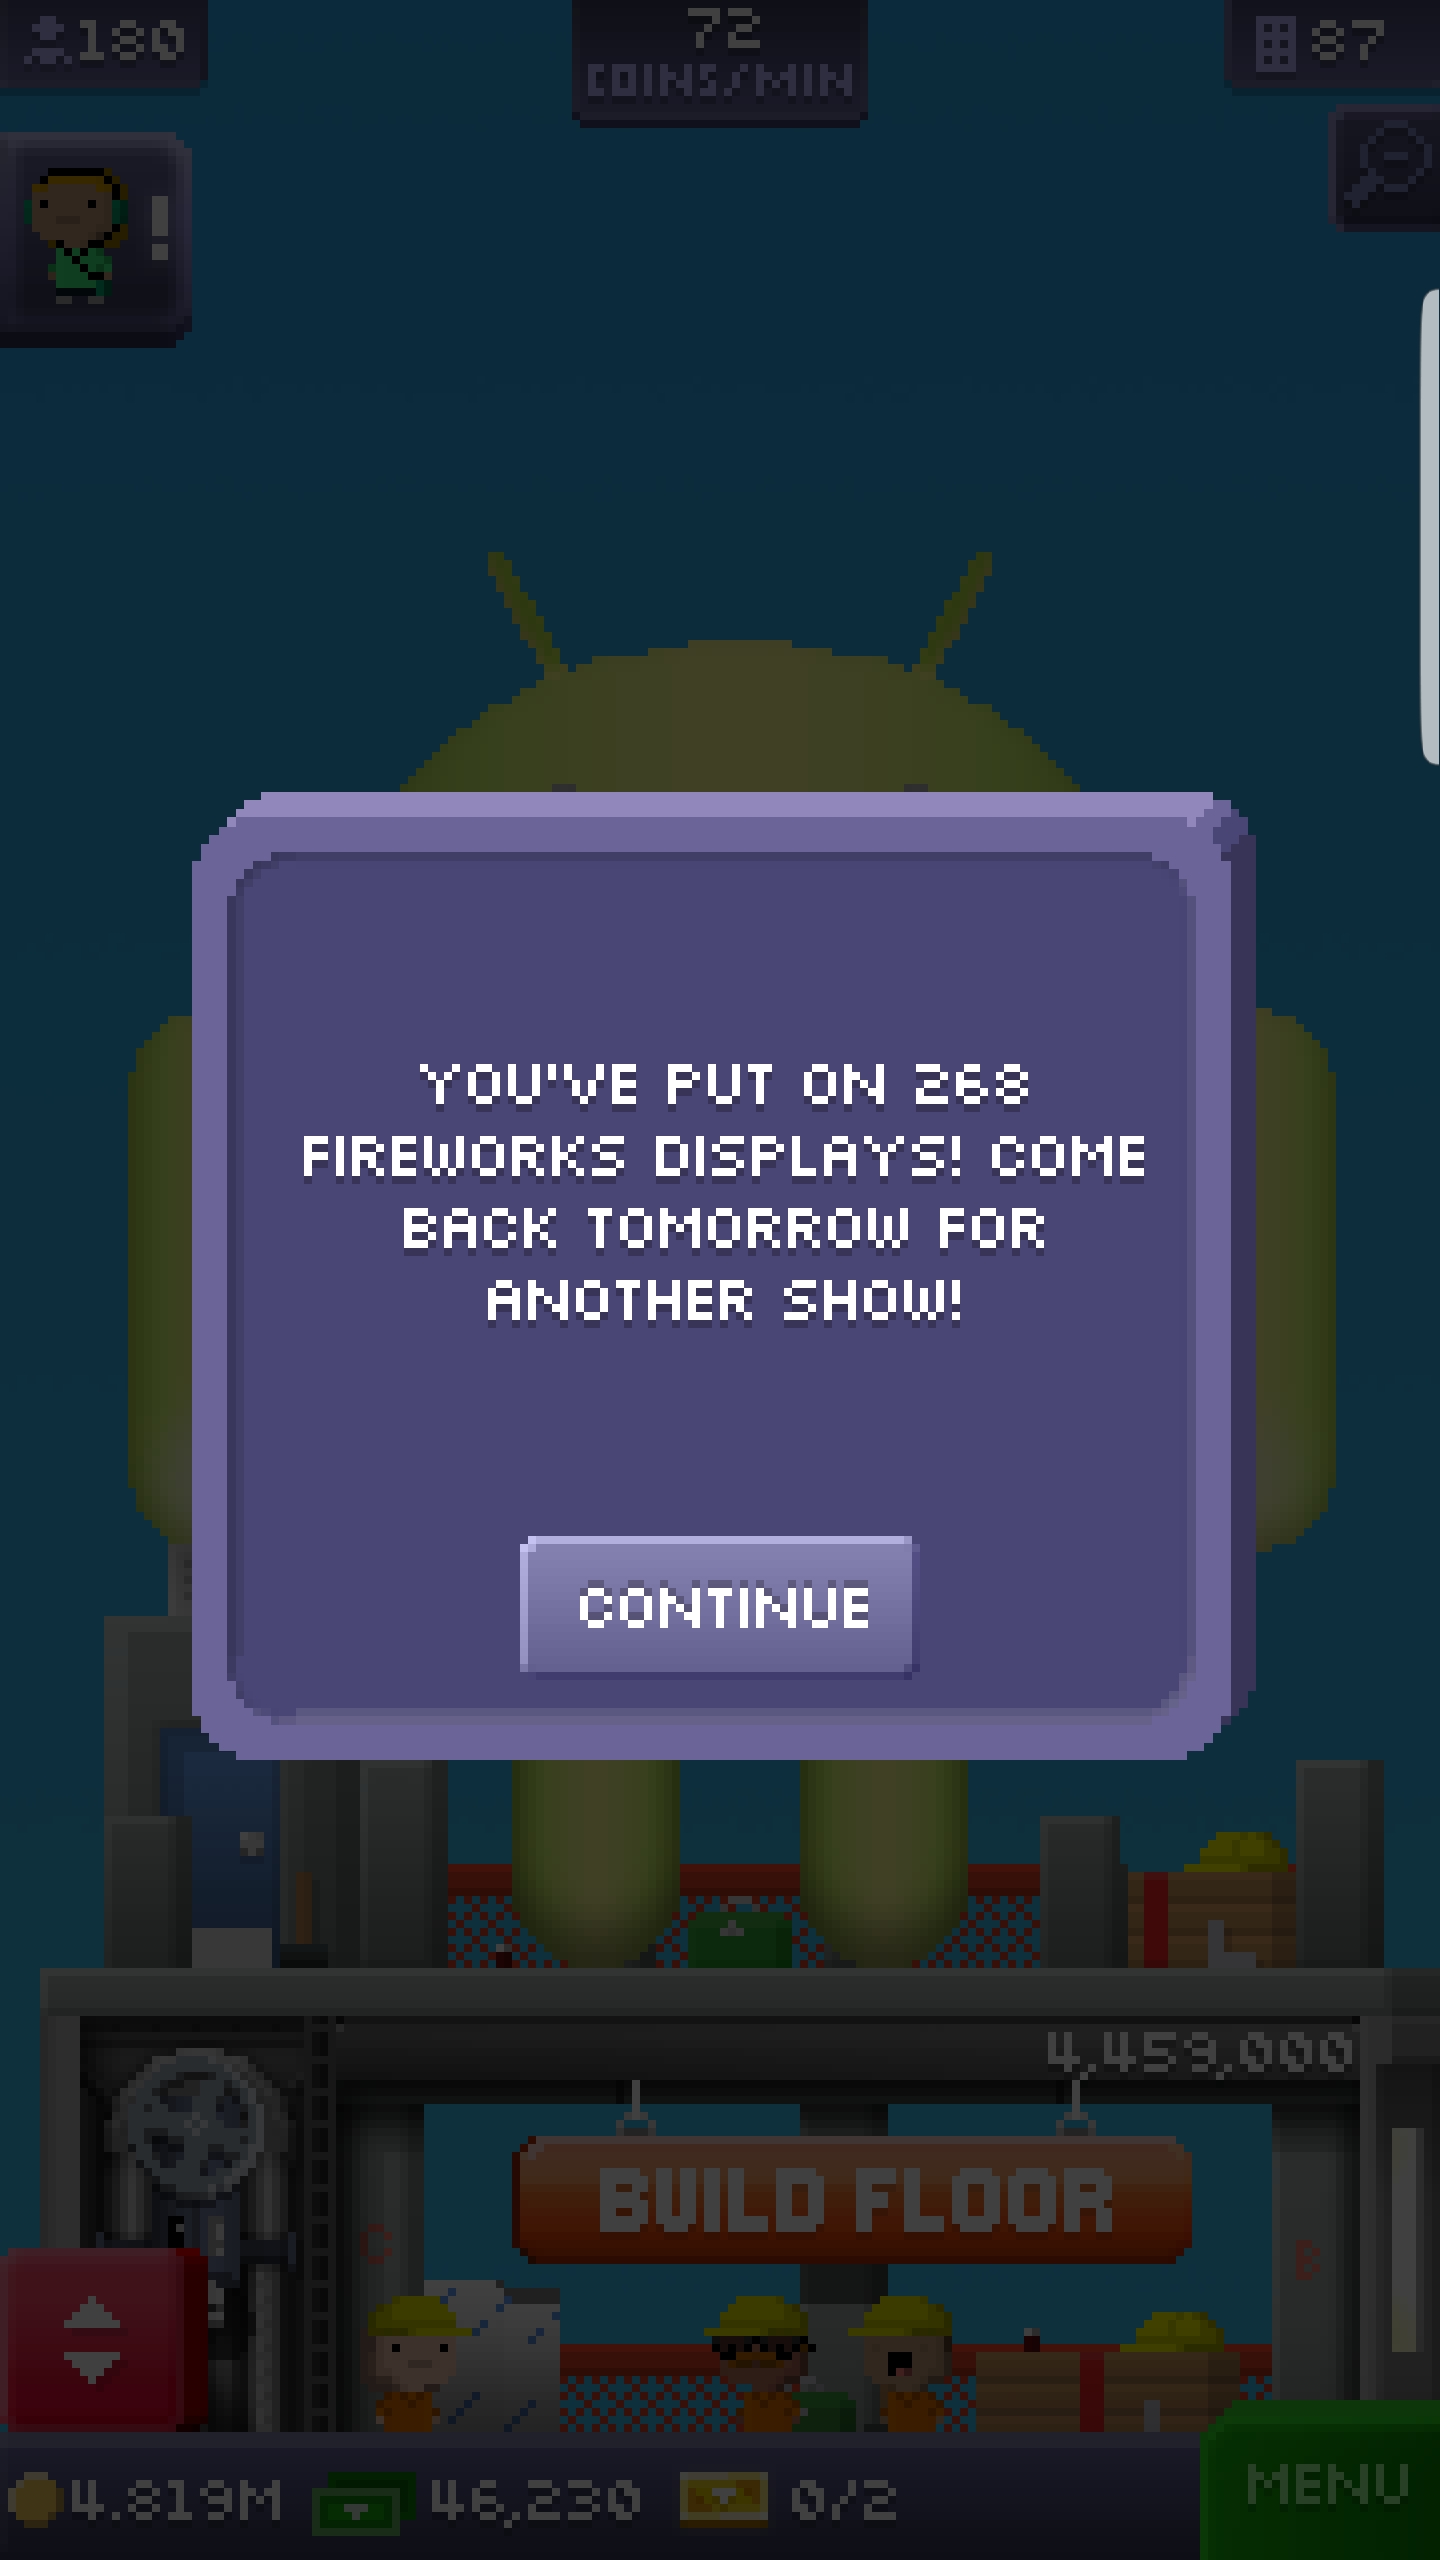 180
72
COINS/MIN
87
!
YOU'VE PUT ON 268
FIREWORKS DISPLAYS! COME
BACK TOMORROW FOR
ANOTHER SHOW!
CONTINUE
4,459,000
BUILD FLOOR
C
B
4.819M
46,230
0/2
MENU